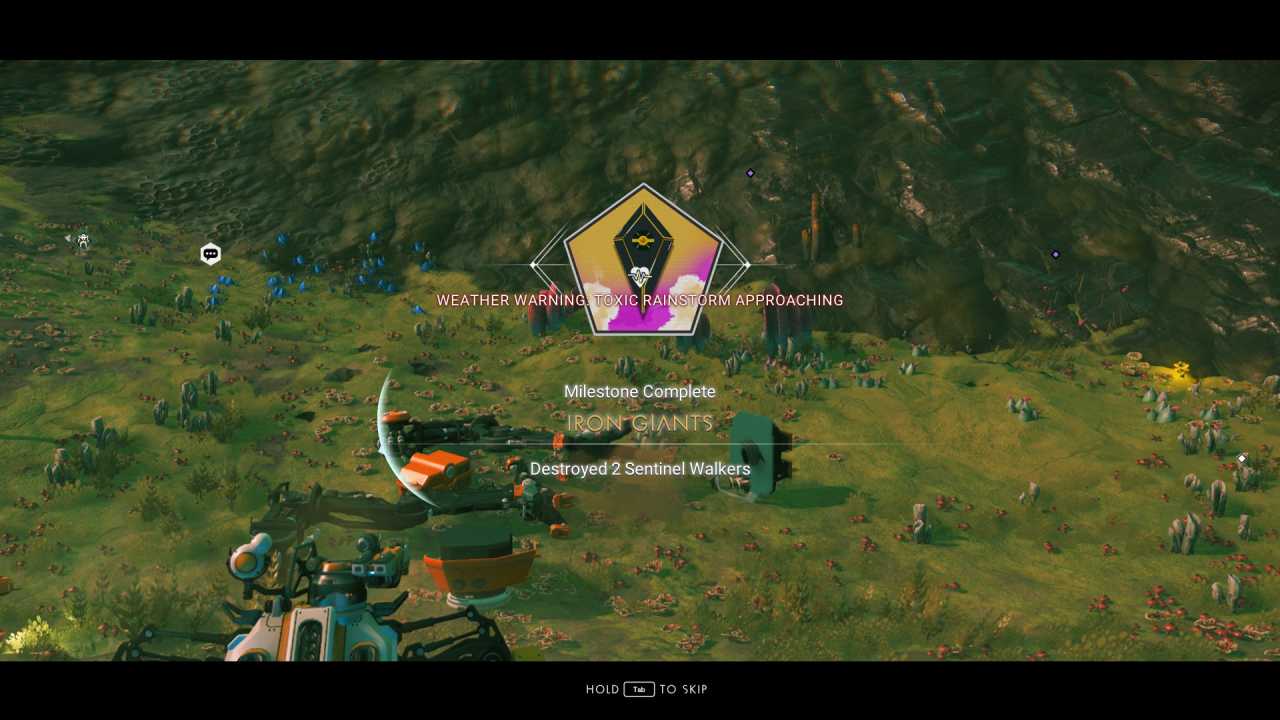 WEATHER WARNING: TOXIC RAINSTORM APPROACHING
Milestone Complete
IRON GIANTS
Destroyed 2 Sentinel Walkers
HOLD Tab TO SKIP